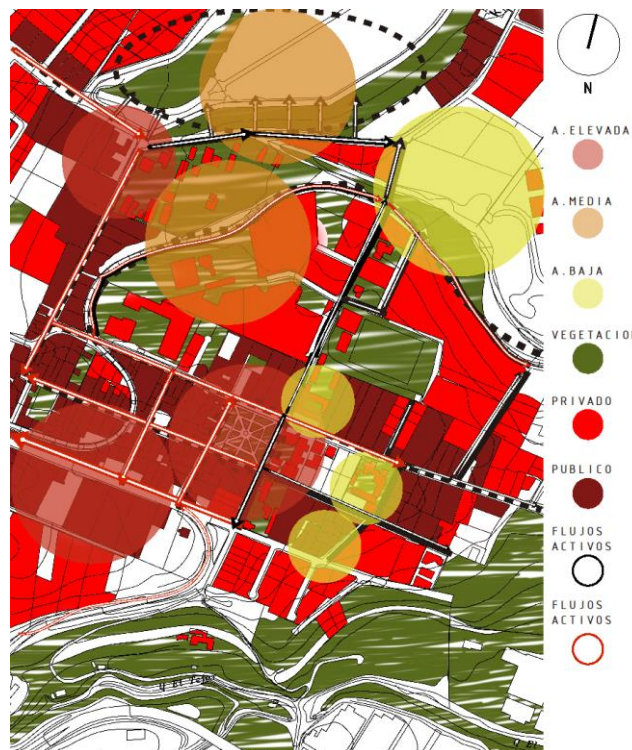 N
A.ELEVADA
A.MEDIA
A.BAJA
VEGETACION
PRIVADO
PUBLICO
FLUJOS
ACTIVOS
FLUJOS
ACTIVOS